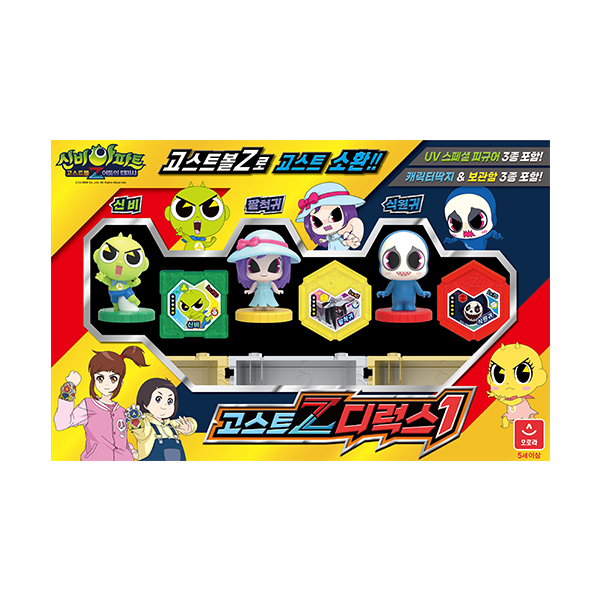 신비아파트
고스트볼 Z 어둠의 퇴마사
고스트볼Z로 고스트 소환!!
UV 스페셜 피규어 3종 포함!
캐릭터딱지 & 보관함 3종 포함!
신비
팔척귀
식원귀
신비
팔척귀
식원귀
고스트 Z 디럭스1
오로라
5세 이상